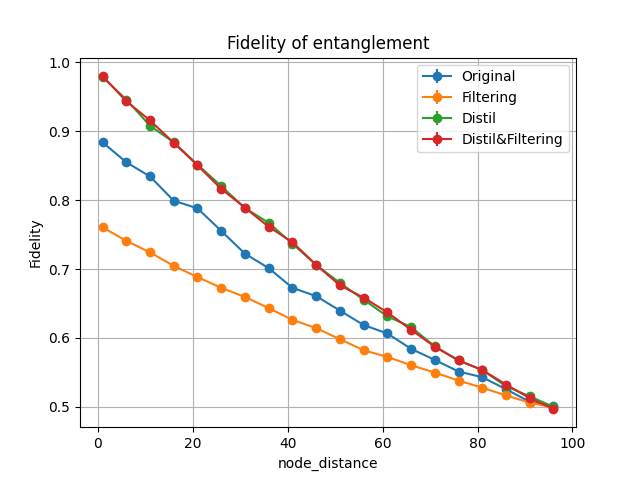 Fidelity of entanglement
Original
Filtering
Distil
Distil&Filtering
Fidelity
1.0
0.9
0.8
0.7
0.6
0.5
0 20 40 60 80 100
node_distance